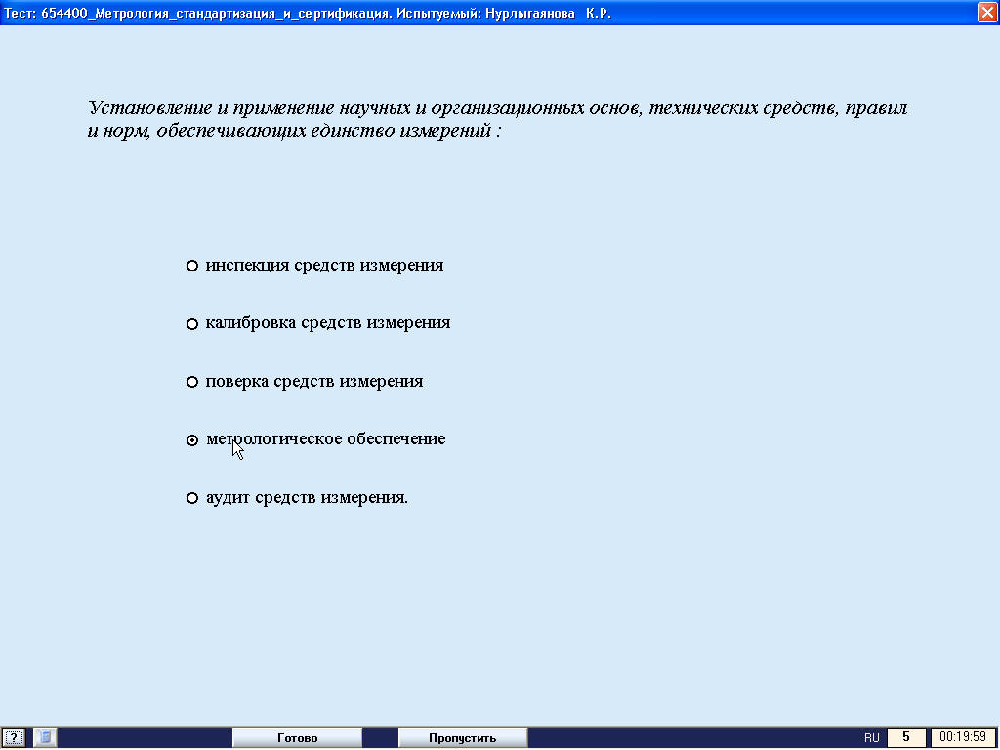 Тест: 654400_Метрология_стандартизация_и_сертификация. Испытуемый: Нурлыгаянова К.Р.
Установление и применение научных и организационных основ, технических средств, правил
и норм, обеспечивающих единство измерений :
инспекция средств измерения
калибровка средств измерения
поверка средств измерения
метрологическое обеспечение
аудит средств измерения.
? Готово Пропустить RU 5 00:19:59